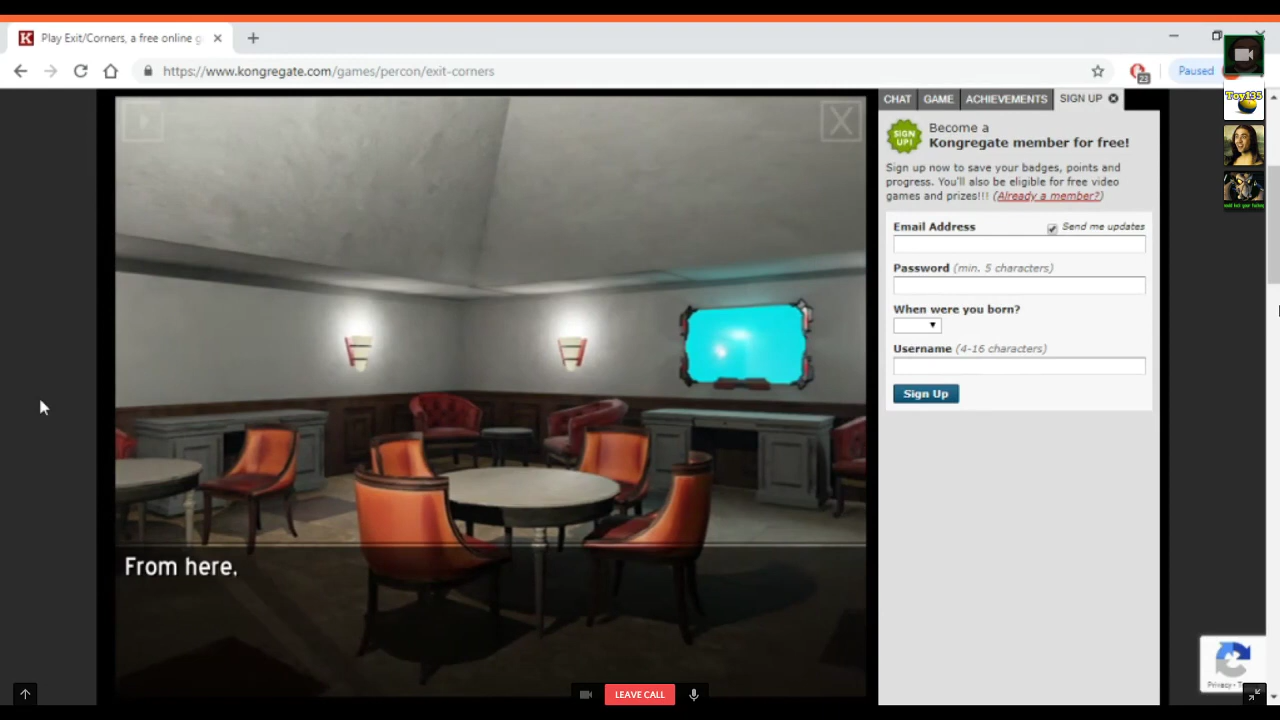 Play Exit/Corners, a free online g
https://www.kongregate.com/games/percon/exit-corners
23
Paused
Toy135
CHAT GAME ACHIEVEMENTS SIGN UP
SIGN UP!
Become a
Kongregate member for free!
Sign up now to save your badges, points and
progress. You'll also be eligible for free video
games and prizes!!! (Already a member?)
Email Address
Send me updates
Password (min. 5 characters)
When were you born?
Username (4-16 characters)
Sign Up
From here.
LEAVE CALL
Privacy